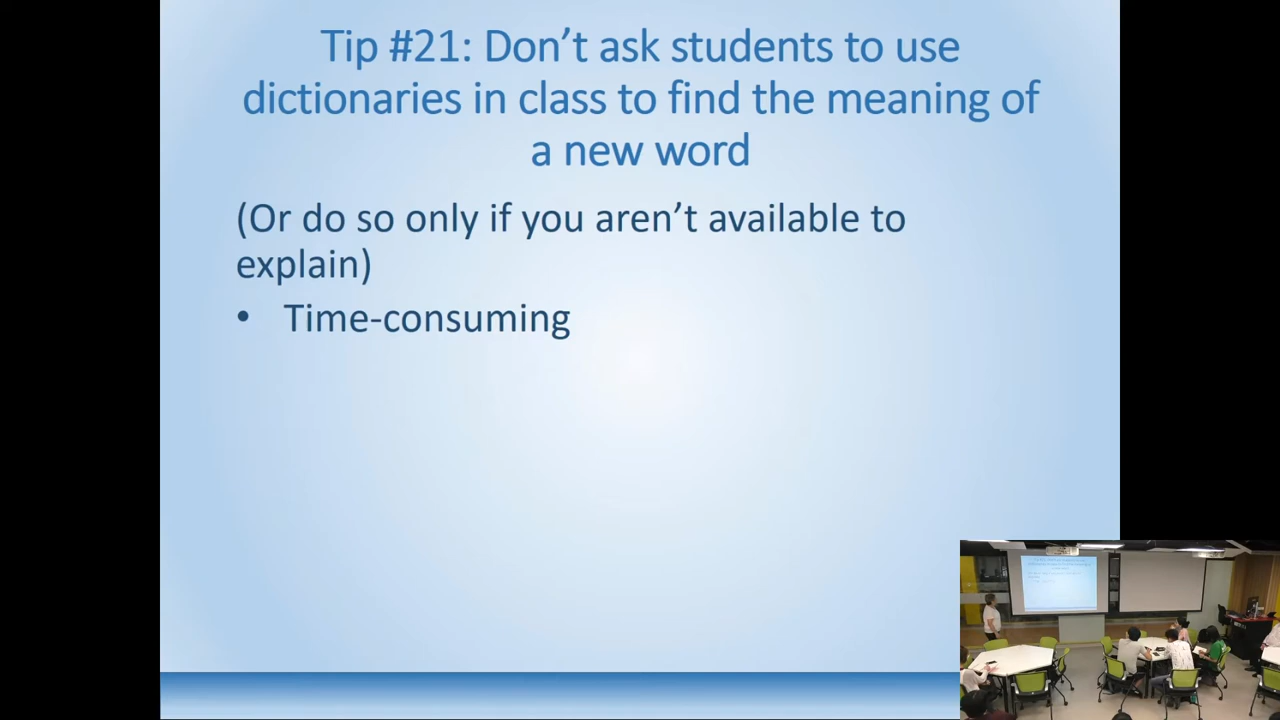 Tip #21: Don’t ask students to use
dictionaries in class to find the meaning of
a new word
(Or do so only if you aren’t available to
explain)
• Time-consuming